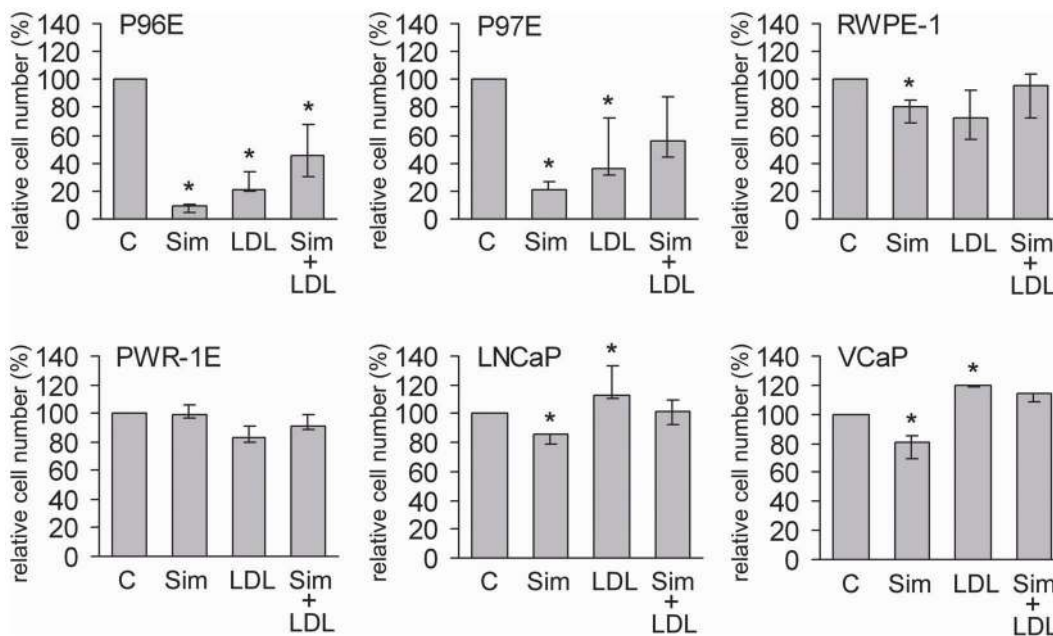 P96E
relative cell number (%)
140
120
100
80
60
40
20
0
*
*
*
C Sim LDL Sim
+
LDL
P97E
relative cell number (%)
140
120
100
80
60
40
20
0
*
*
C Sim LDL Sim
+
LDL
RWPE-1
relative cell number (%)
140
120
100
80
60
40
20
0
*
C Sim LDL Sim
+
LDL
PWR-1E
relative cell number (%)
140
120
100
80
60
40
20
0
C Sim LDL Sim
+
LDL
LNCaP
relative cell number (%)
140
120
100
80
60
40
20
0
*
*
C Sim LDL Sim
+
LDL
VCaP
relative cell number (%)
140
120
100
80
60
40
20
0
*
*
C Sim LDL Sim
+
LDL